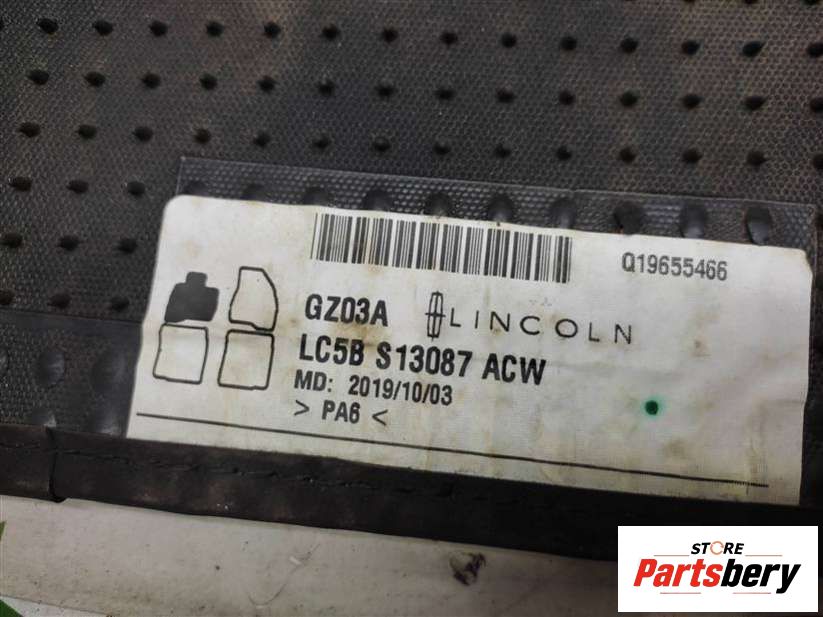 Q19655466
GZ03A LINCOLN
LC5B S13087 ACW
MD: 2019/10/03
> PA6 <
STORE
Partsbery